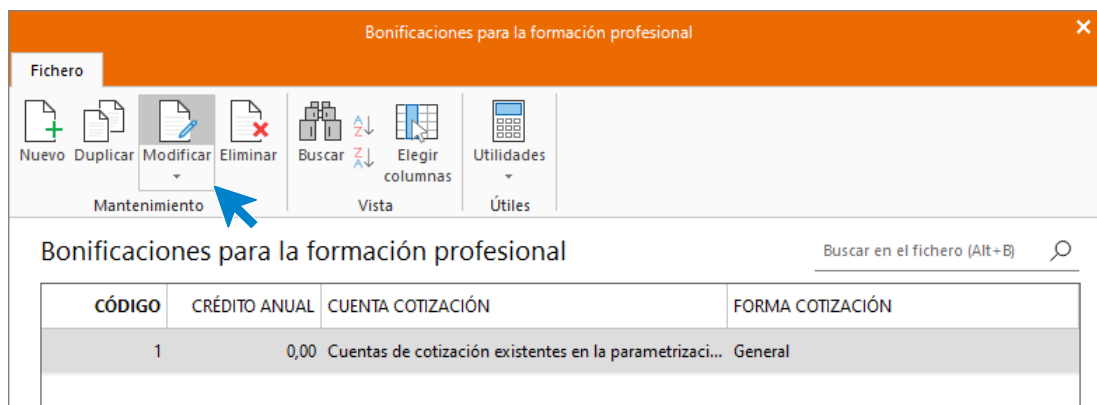 Bonificaciones para la formación profesional
Fichero
Nuevo Duplicar Modificar Eliminar Buscar Elegir columnas Utilidades
Mantenimiento Vista Útiles
Bonificaciones para la formación profesional
Buscar en el fichero (Alt+B)
CÓDIGO CRÉDITO ANUAL CUENTA COTIZACIÓN FORMA COTIZACIÓN
1 0,00 Cuentas de cotización existentes en la parametrizaci... General